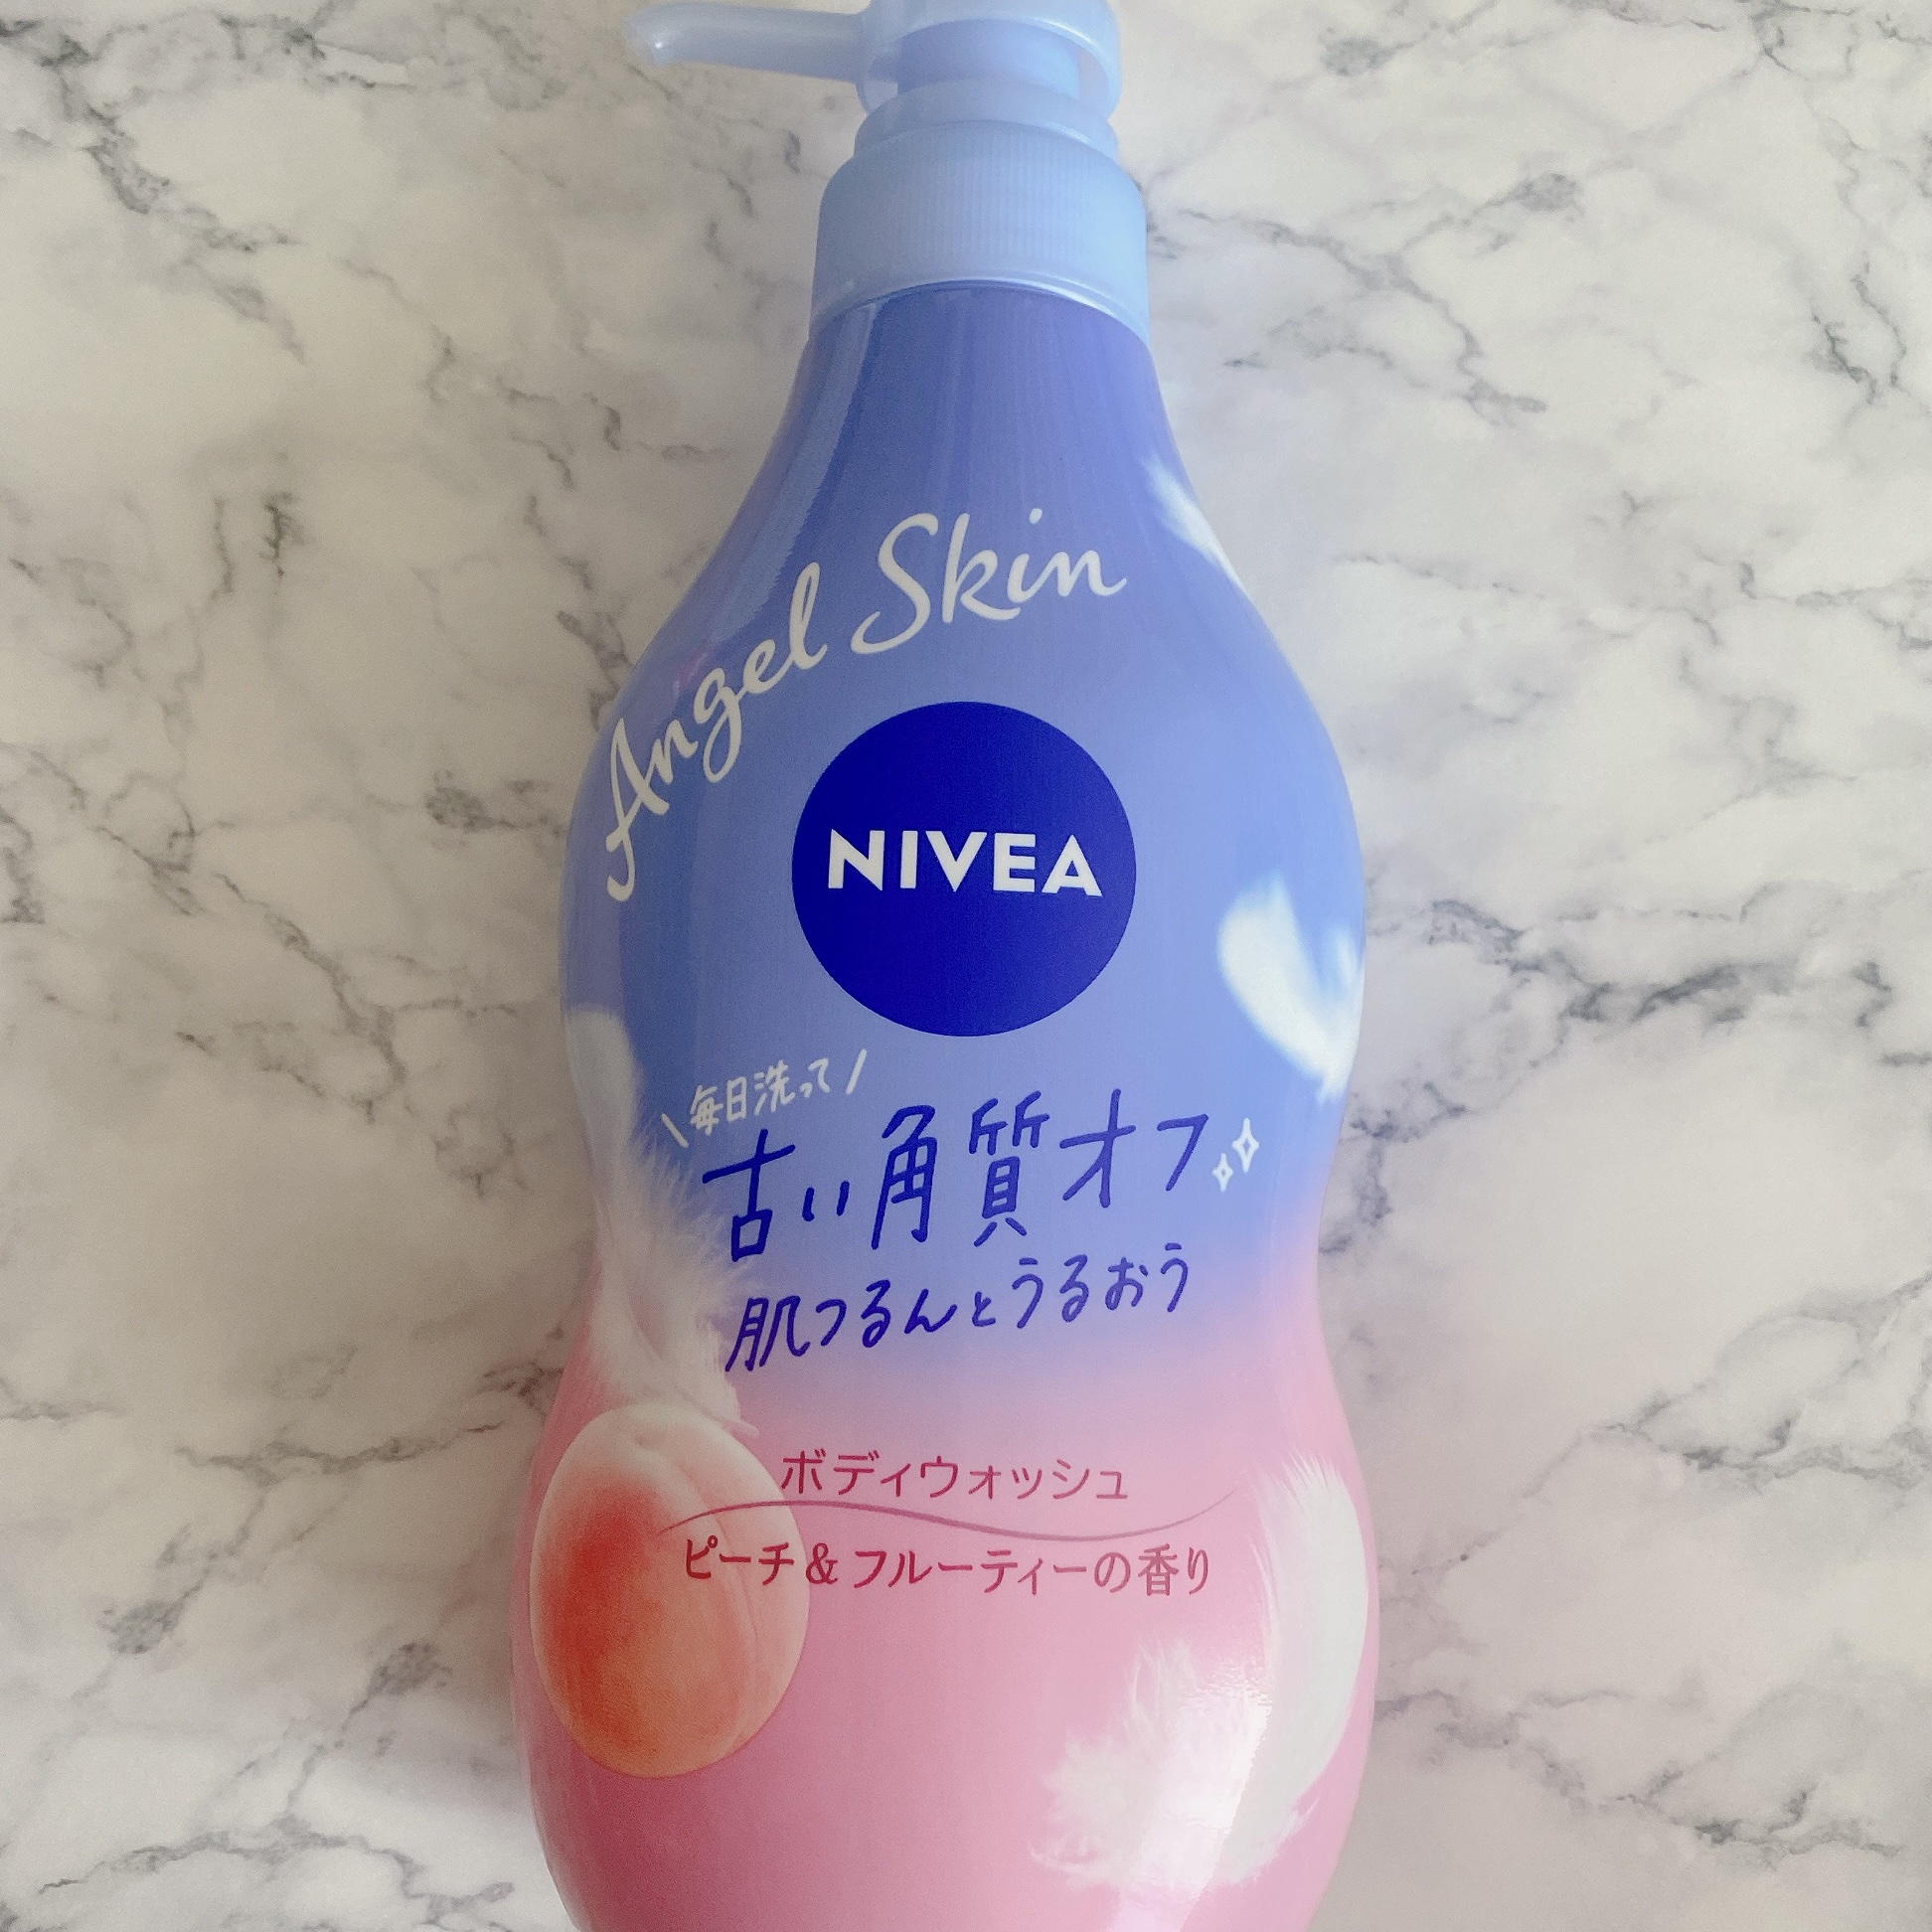 Angel Skin
NIVEA
\毎日洗って/
古い角質オフ
肌つるんとうるおう
ボディウォッシュ
ピーチ&フルーティーの香り